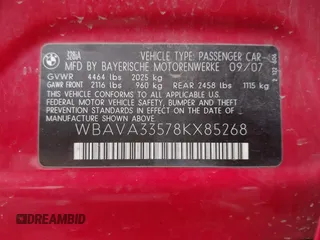 328iA VEHICLE TYPE: PASSENGER CAR
MFD BY BAYERISCHE MOTORENWERKE 09/07
GVWR 4464 lbs 2025 kg
GAWR FRONT 2116 lbs 960 kg REAR 2458 lbs 1115 kg
THIS VEHICLE CONFORMS TO ALL APPLICABLE
FEDERAL MOTOR VEHICLE SAFETY, BUMPER,
AND THEFT PREVENTION STANDARDS IN EFFECT
ON THE DATE OF MANUFACTURE SHOWN ABOVE.
WBAVA33578KX85268
DREAMBID